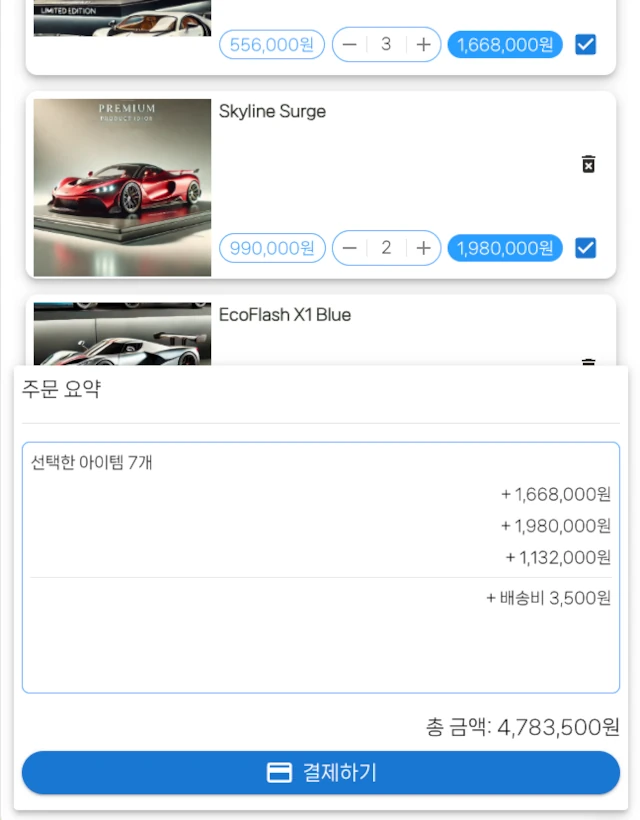 LIMITED EDITION
556,000원
3
1,668,000원
PREMIUM
Skyline Surge
990,000원
2
1,980,000원
EcoFlash X1 Blue
주문 요약
선택한 아이템 7개
+ 1,668,000원
+ 1,980,000원
+ 1,132,000원
+ 배송비 3,500원
총 금액: 4,783,500원
결제하기